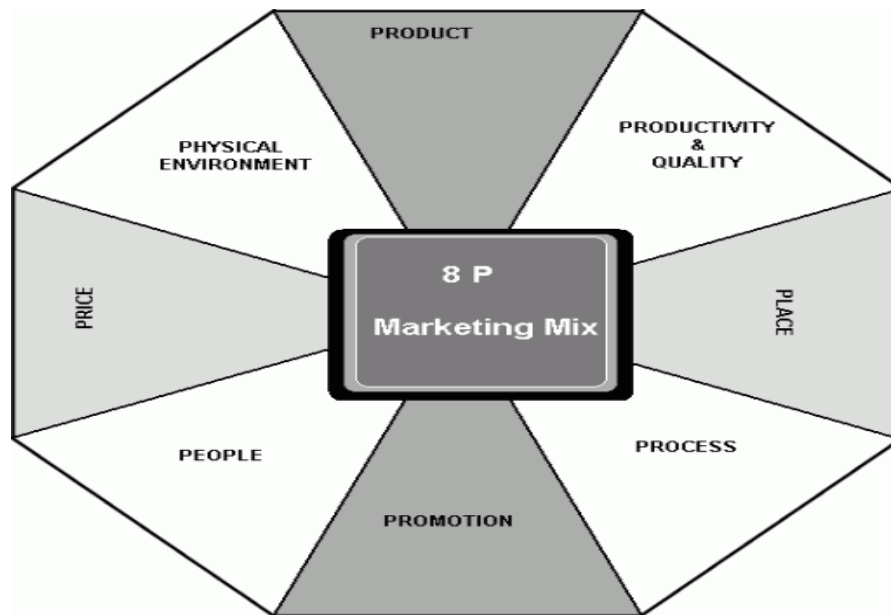 PRODUCT
PHYSICAL
ENVIRONMENT
PRODUCTIVITY
&
QUALITY
8 P
Marketing Mix
PRICE
PLACE
PEOPLE
PROCESS
PROMOTION